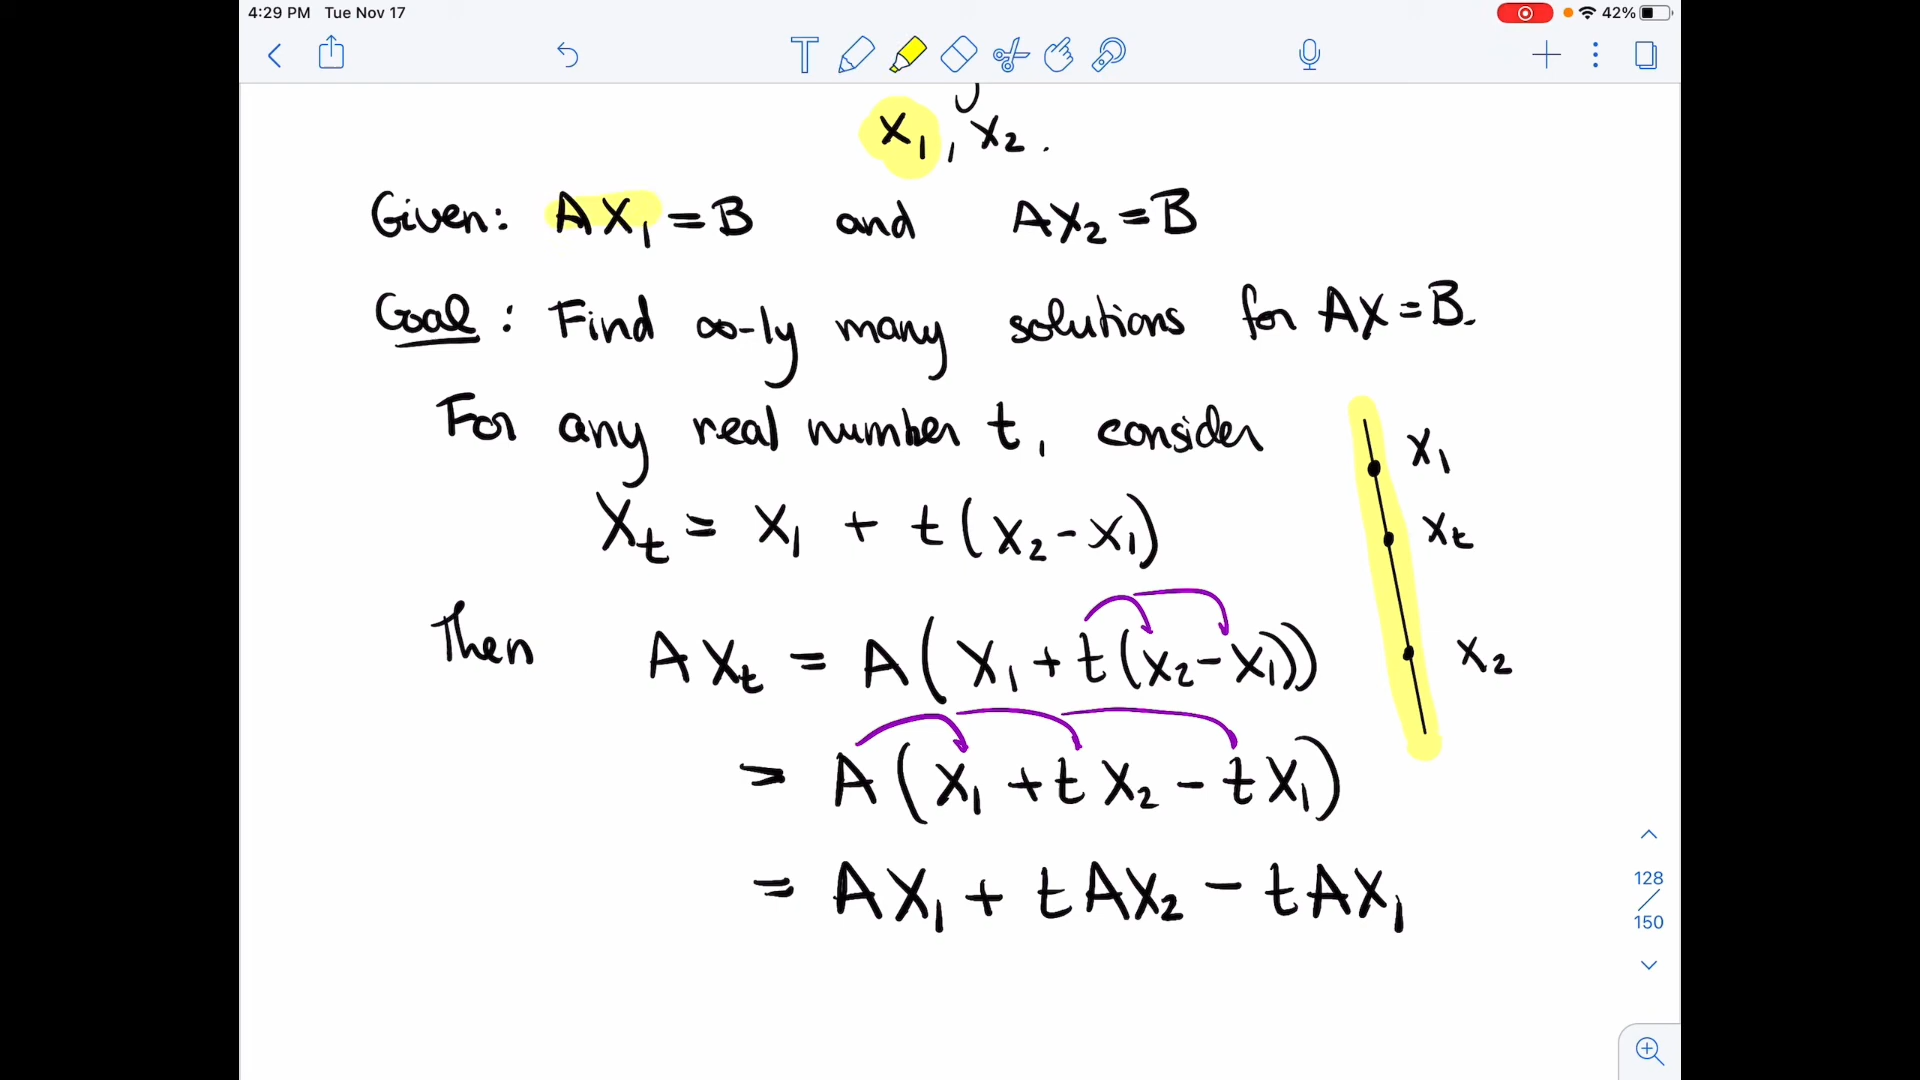 4:29 PM Tue Nov 17
42%
T
X₁, X₂.
Given: AX₁ = B and AX₂ = B
Goal: Find ∞-ly many solutions for AX = B.
For any real number t, consider
X₁
Xₜ = X₁ + t(X₂ - X₁)
Xₜ
Then AXₜ = A(X₁ + t(X₂ - X₁))
X₂
= A(X₁ + tX₂ - tX₁)
= AX₁ + tAX₂ - tAX₁
128
/
150